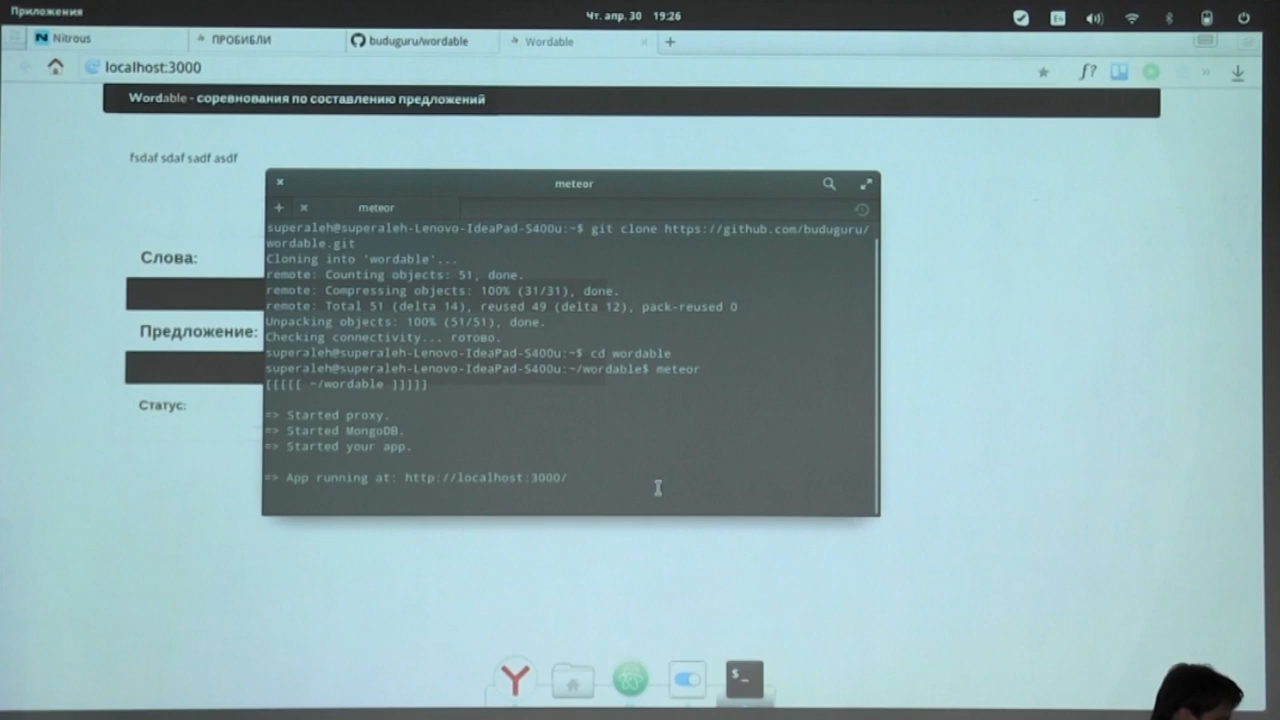 Приложения
Чт. апр. 30 19:26
Nitrous
ПРОБИБЛИ
buduguru/wordable
Wordable
localhost:3000
f?
Wordable - соревнования по составлению предложений
fsdaf sdaf sadf asdf
Слова:
Предложение:
Статус:
meteor
meteor
superaleh@superaleh-Lenovo-IdeaPad-S400u:~$ git clone https://github.com/buduguru/
wordable.git
Cloning into 'wordable'...
remote: Counting objects: 51, done.
remote: Compressing objects: 100% (31/31), done.
remote: Total 51 (delta 14), reused 49 (delta 12), pack-reused 0
Unpacking objects: 100% (51/51), done.
Checking connectivity... готово.
superaleh@superaleh-Lenovo-IdeaPad-S400u:~$ cd wordable
superaleh@superaleh-Lenovo-IdeaPad-S400u:~/wordable$ meteor
[[[[[ ~/wordable ]]]]]
=> Started proxy.
=> Started MongoDB.
=> Started your app.
=> App running at: http://localhost:3000/
$_